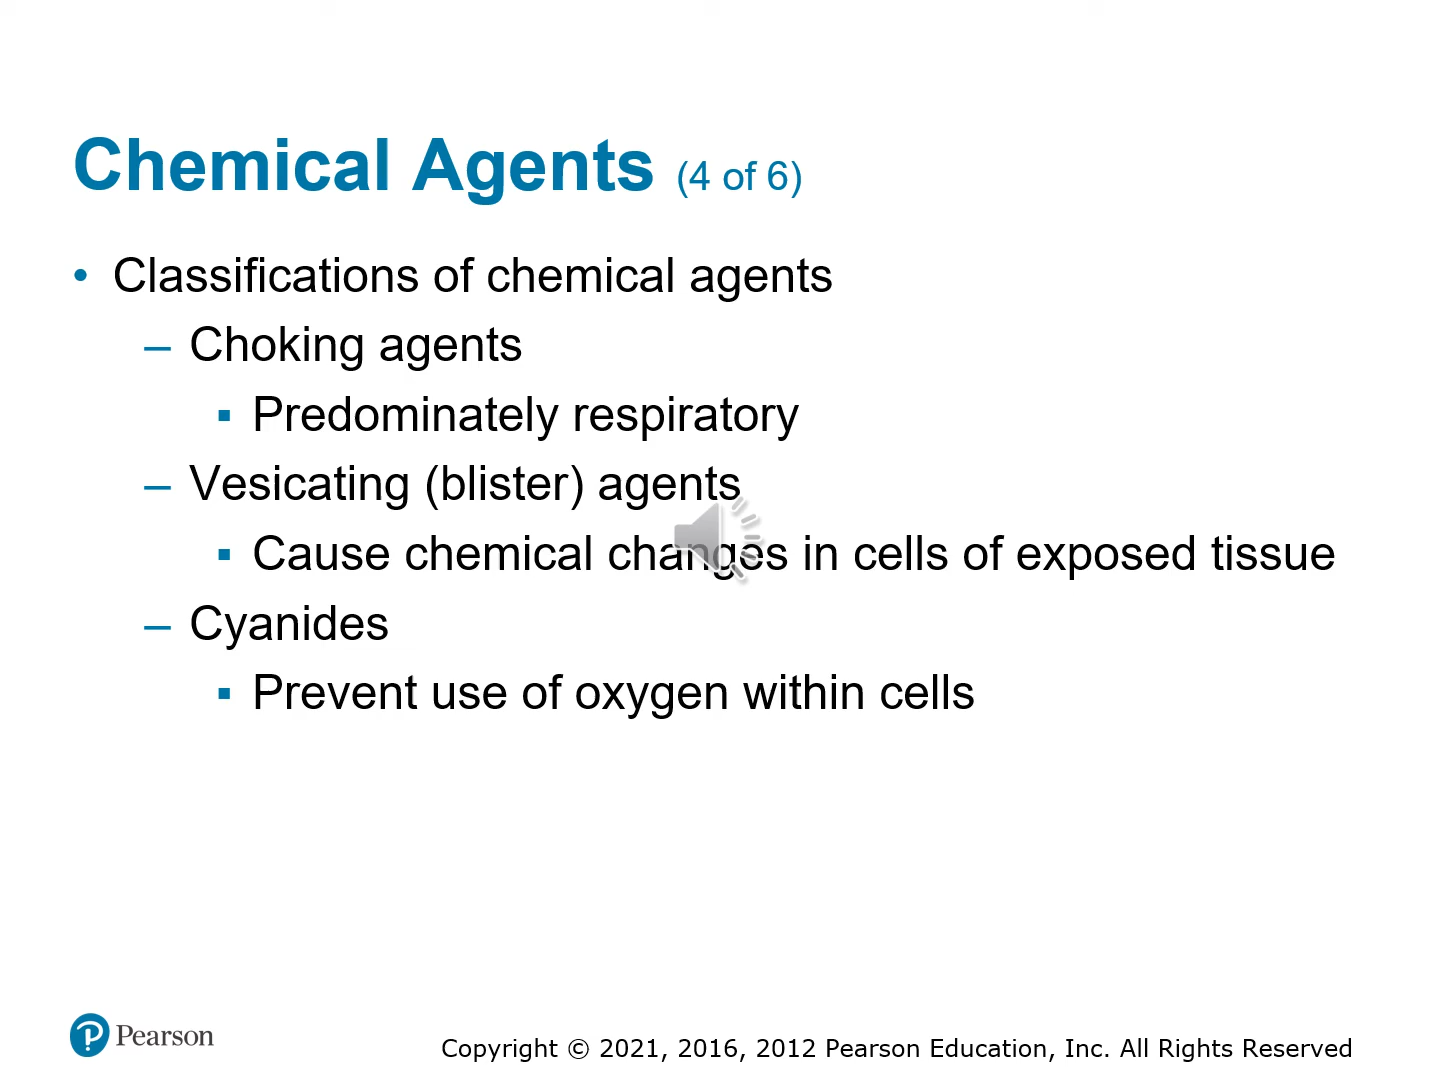 Chemical Agents (4 of 6)
• Classifications of chemical agents
– Choking agents
▪ Predominately respiratory
– Vesicating (blister) agents
▪ Cause chemical changes in cells of exposed tissue
– Cyanides
▪ Prevent use of oxygen within cells
Pearson
Copyright © 2021, 2016, 2012 Pearson Education, Inc. All Rights Reserved